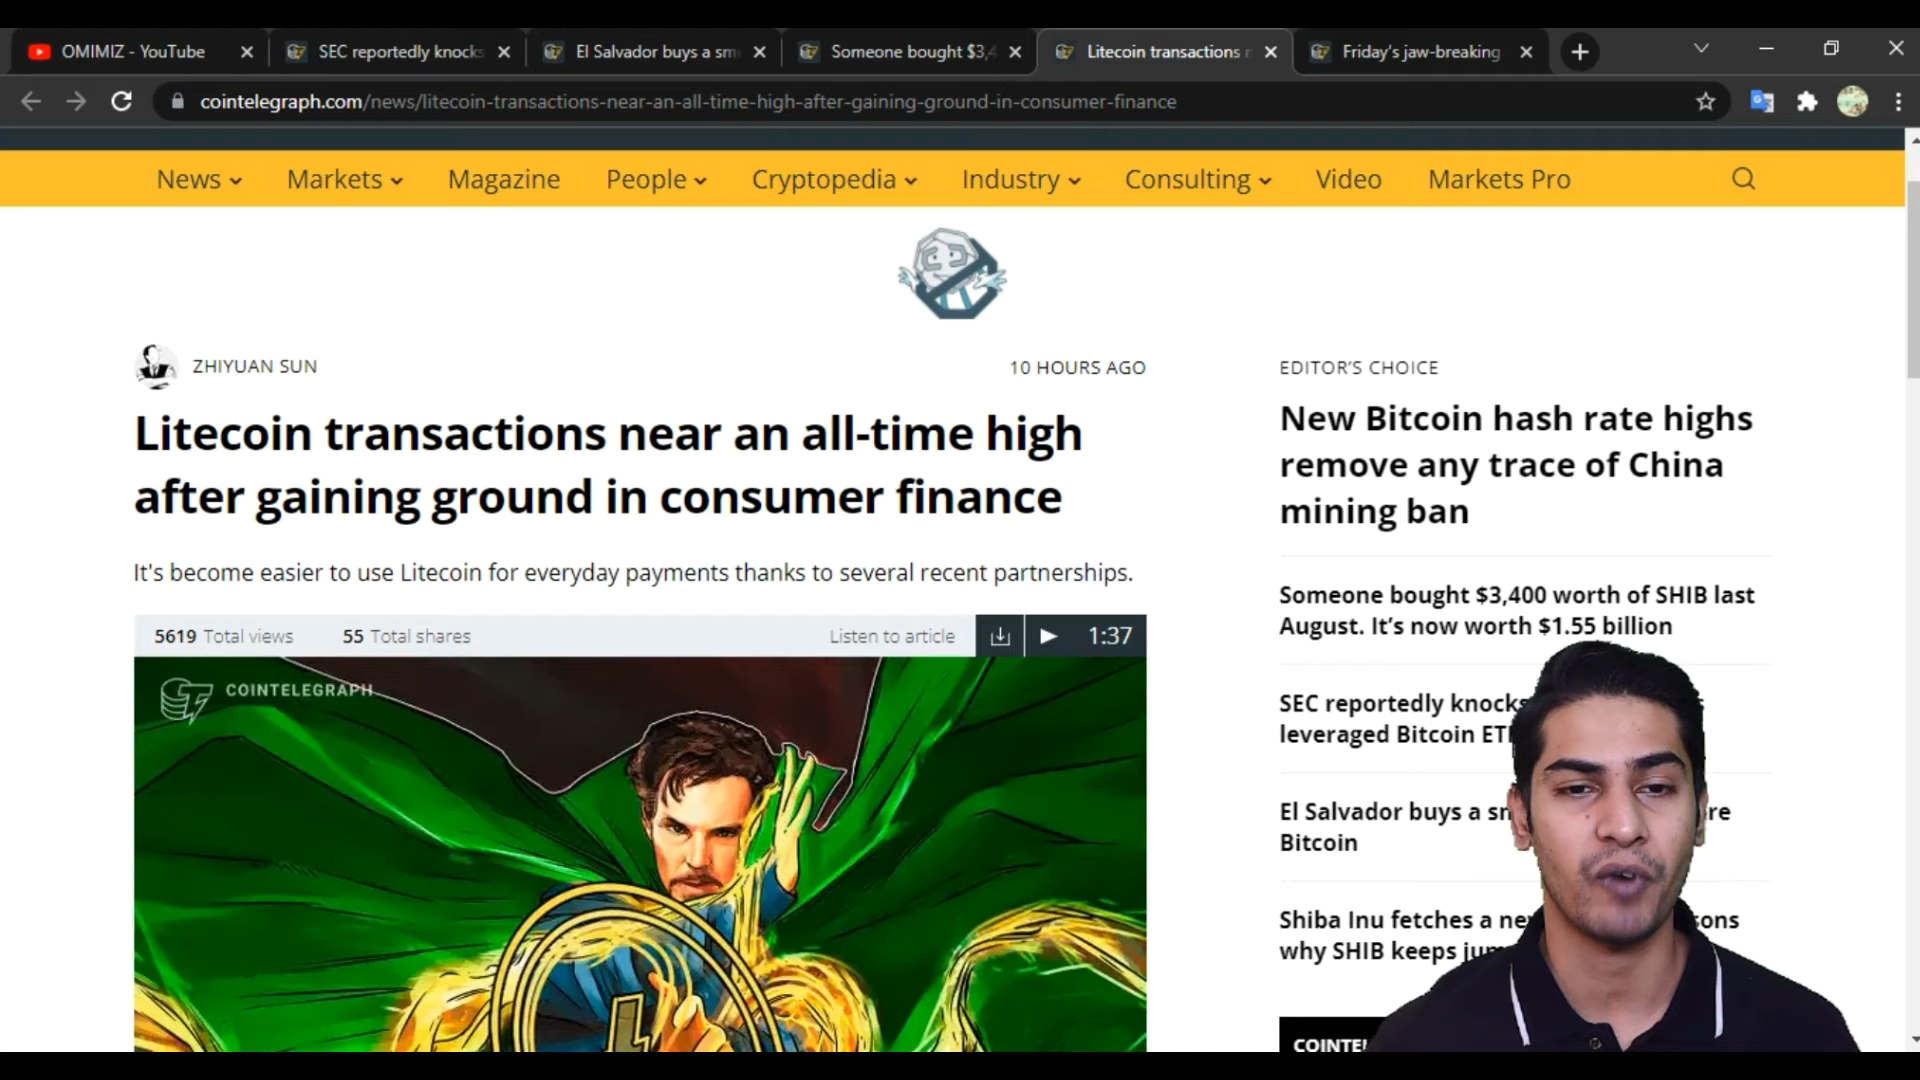 OMIMIZ - YouTube
SEC reportedly knocks
El Salvador buys a sm
Someone bought $3,4
Litecoin transactions n
Friday's jaw-breaking
cointelegraph.com/news/litecoin-transactions-near-an-all-time-high-after-gaining-ground-in-consumer-finance
News Markets Magazine People Cryptopedia Industry Consulting Video Markets Pro
ZHIYUAN SUN
10 HOURS AGO
Litecoin transactions near an all-time high
after gaining ground in consumer finance
It's become easier to use Litecoin for everyday payments thanks to several recent partnerships.
5619 Total views 55 Total shares Listen to article 1:37
COINTELEGRAPH
EDITOR'S CHOICE
New Bitcoin hash rate highs
remove any trace of China
mining ban
Someone bought $3,400 worth of SHIB last
August. It's now worth $1.55 billion
SEC reportedly knocks
leveraged Bitcoin ET
El Salvador buys a sm re
Bitcoin
Shiba Inu fetches a ne sons
why SHIB keeps jum
COINTEL